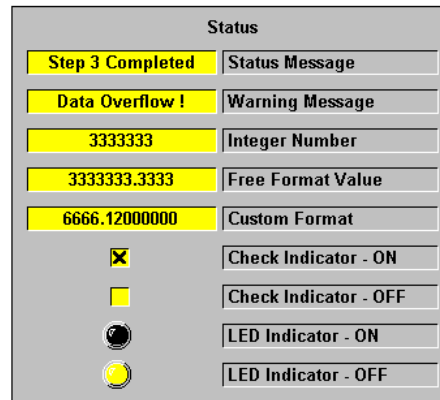 Status
Step 3 Completed Status Message
Data Overflow ! Warning Message
3333333 Integer Number
3333333.3333 Free Format Value
6666.12000000 Custom Format
Check Indicator - ON
Check Indicator - OFF
LED Indicator - ON
LED Indicator - OFF